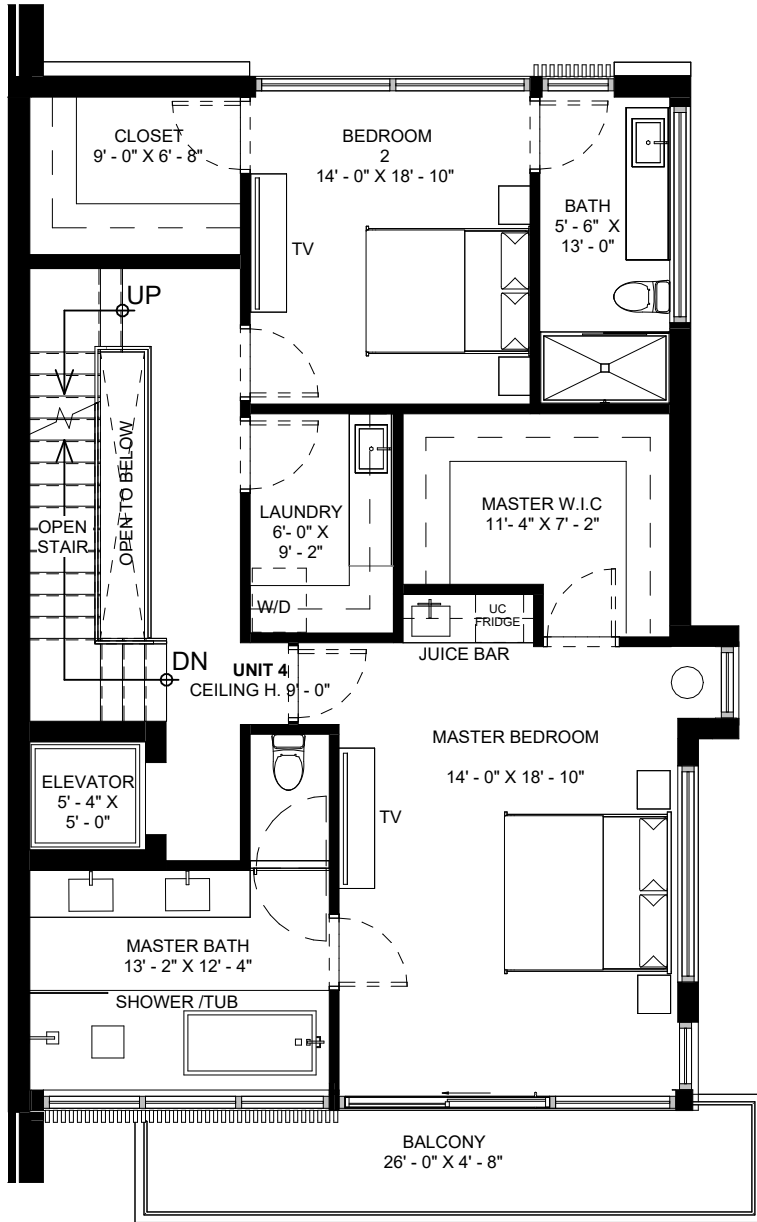 CLOSET
9' - 0" X 6' - 8"
BEDROOM
2
14' - 0" X 18' - 10"
BATH
5' - 6" X
13' - 0"
TV
UP
OPEN TO BELOW
OPEN
STAIR
LAUNDRY
6'- 0" X
9' - 2"
W/D
MASTER W.I.C
11'- 4" X 7' - 2"
UC
FRIDGE
JUICE BAR
DN
UNIT 4
CEILING H. 9' - 0"
MASTER BEDROOM
14' - 0" X 18' - 10"
ELEVATOR
5' - 4" X
5' - 0"
TV
MASTER BATH
13' - 2" X 12' - 4"
SHOWER /TUB
BALCONY
26' - 0" X 4' - 8"